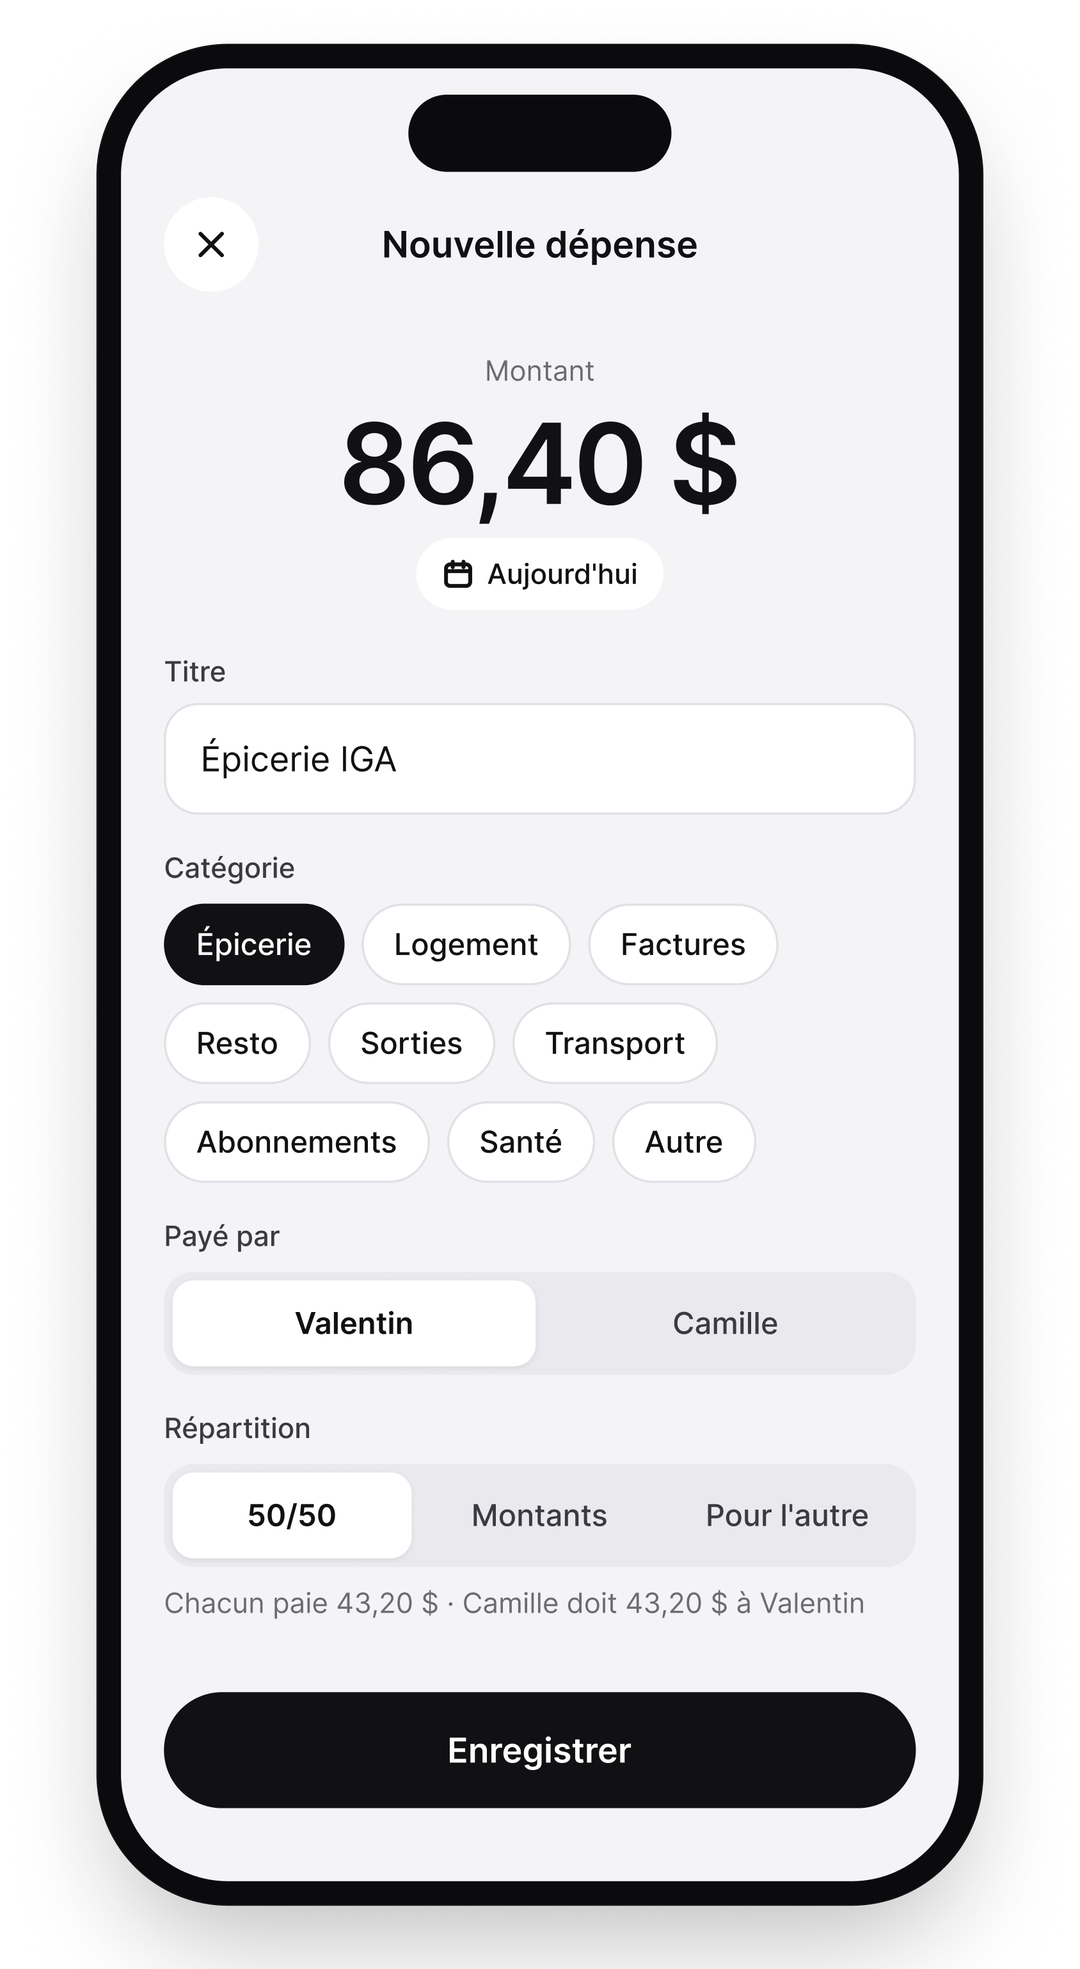 Nouvelle dépense
Montant
86,40 $
Aujourd'hui
Titre
Épicerie IGA
Catégorie
Épicerie Logement Factures
Resto Sorties Transport
Abonnements Santé Autre
Payé par
Valentin Camille
Répartition
50/50 Montants Pour l'autre
Chacun paie 43,20 $ · Camille doit 43,20 $ à Valentin
Enregistrer